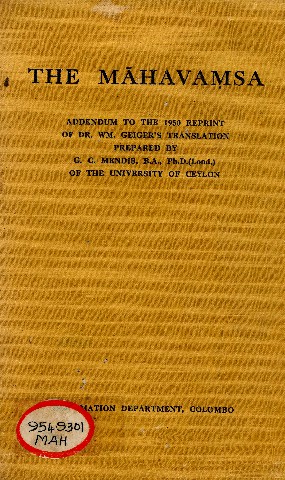 THE MĀHAVAṂSA
ADDENDUM TO THE 1950 REPRINT
OF DR. WM. GEIGER'S TRANSLATION
PREPARED BY
G. C. MENDIS, B.A., Ph.D.(Lond.)
OF THE UNIVERSITY OF CEYLON
MATION DEPARTMENT, COLOMBO
954.9301
MAH